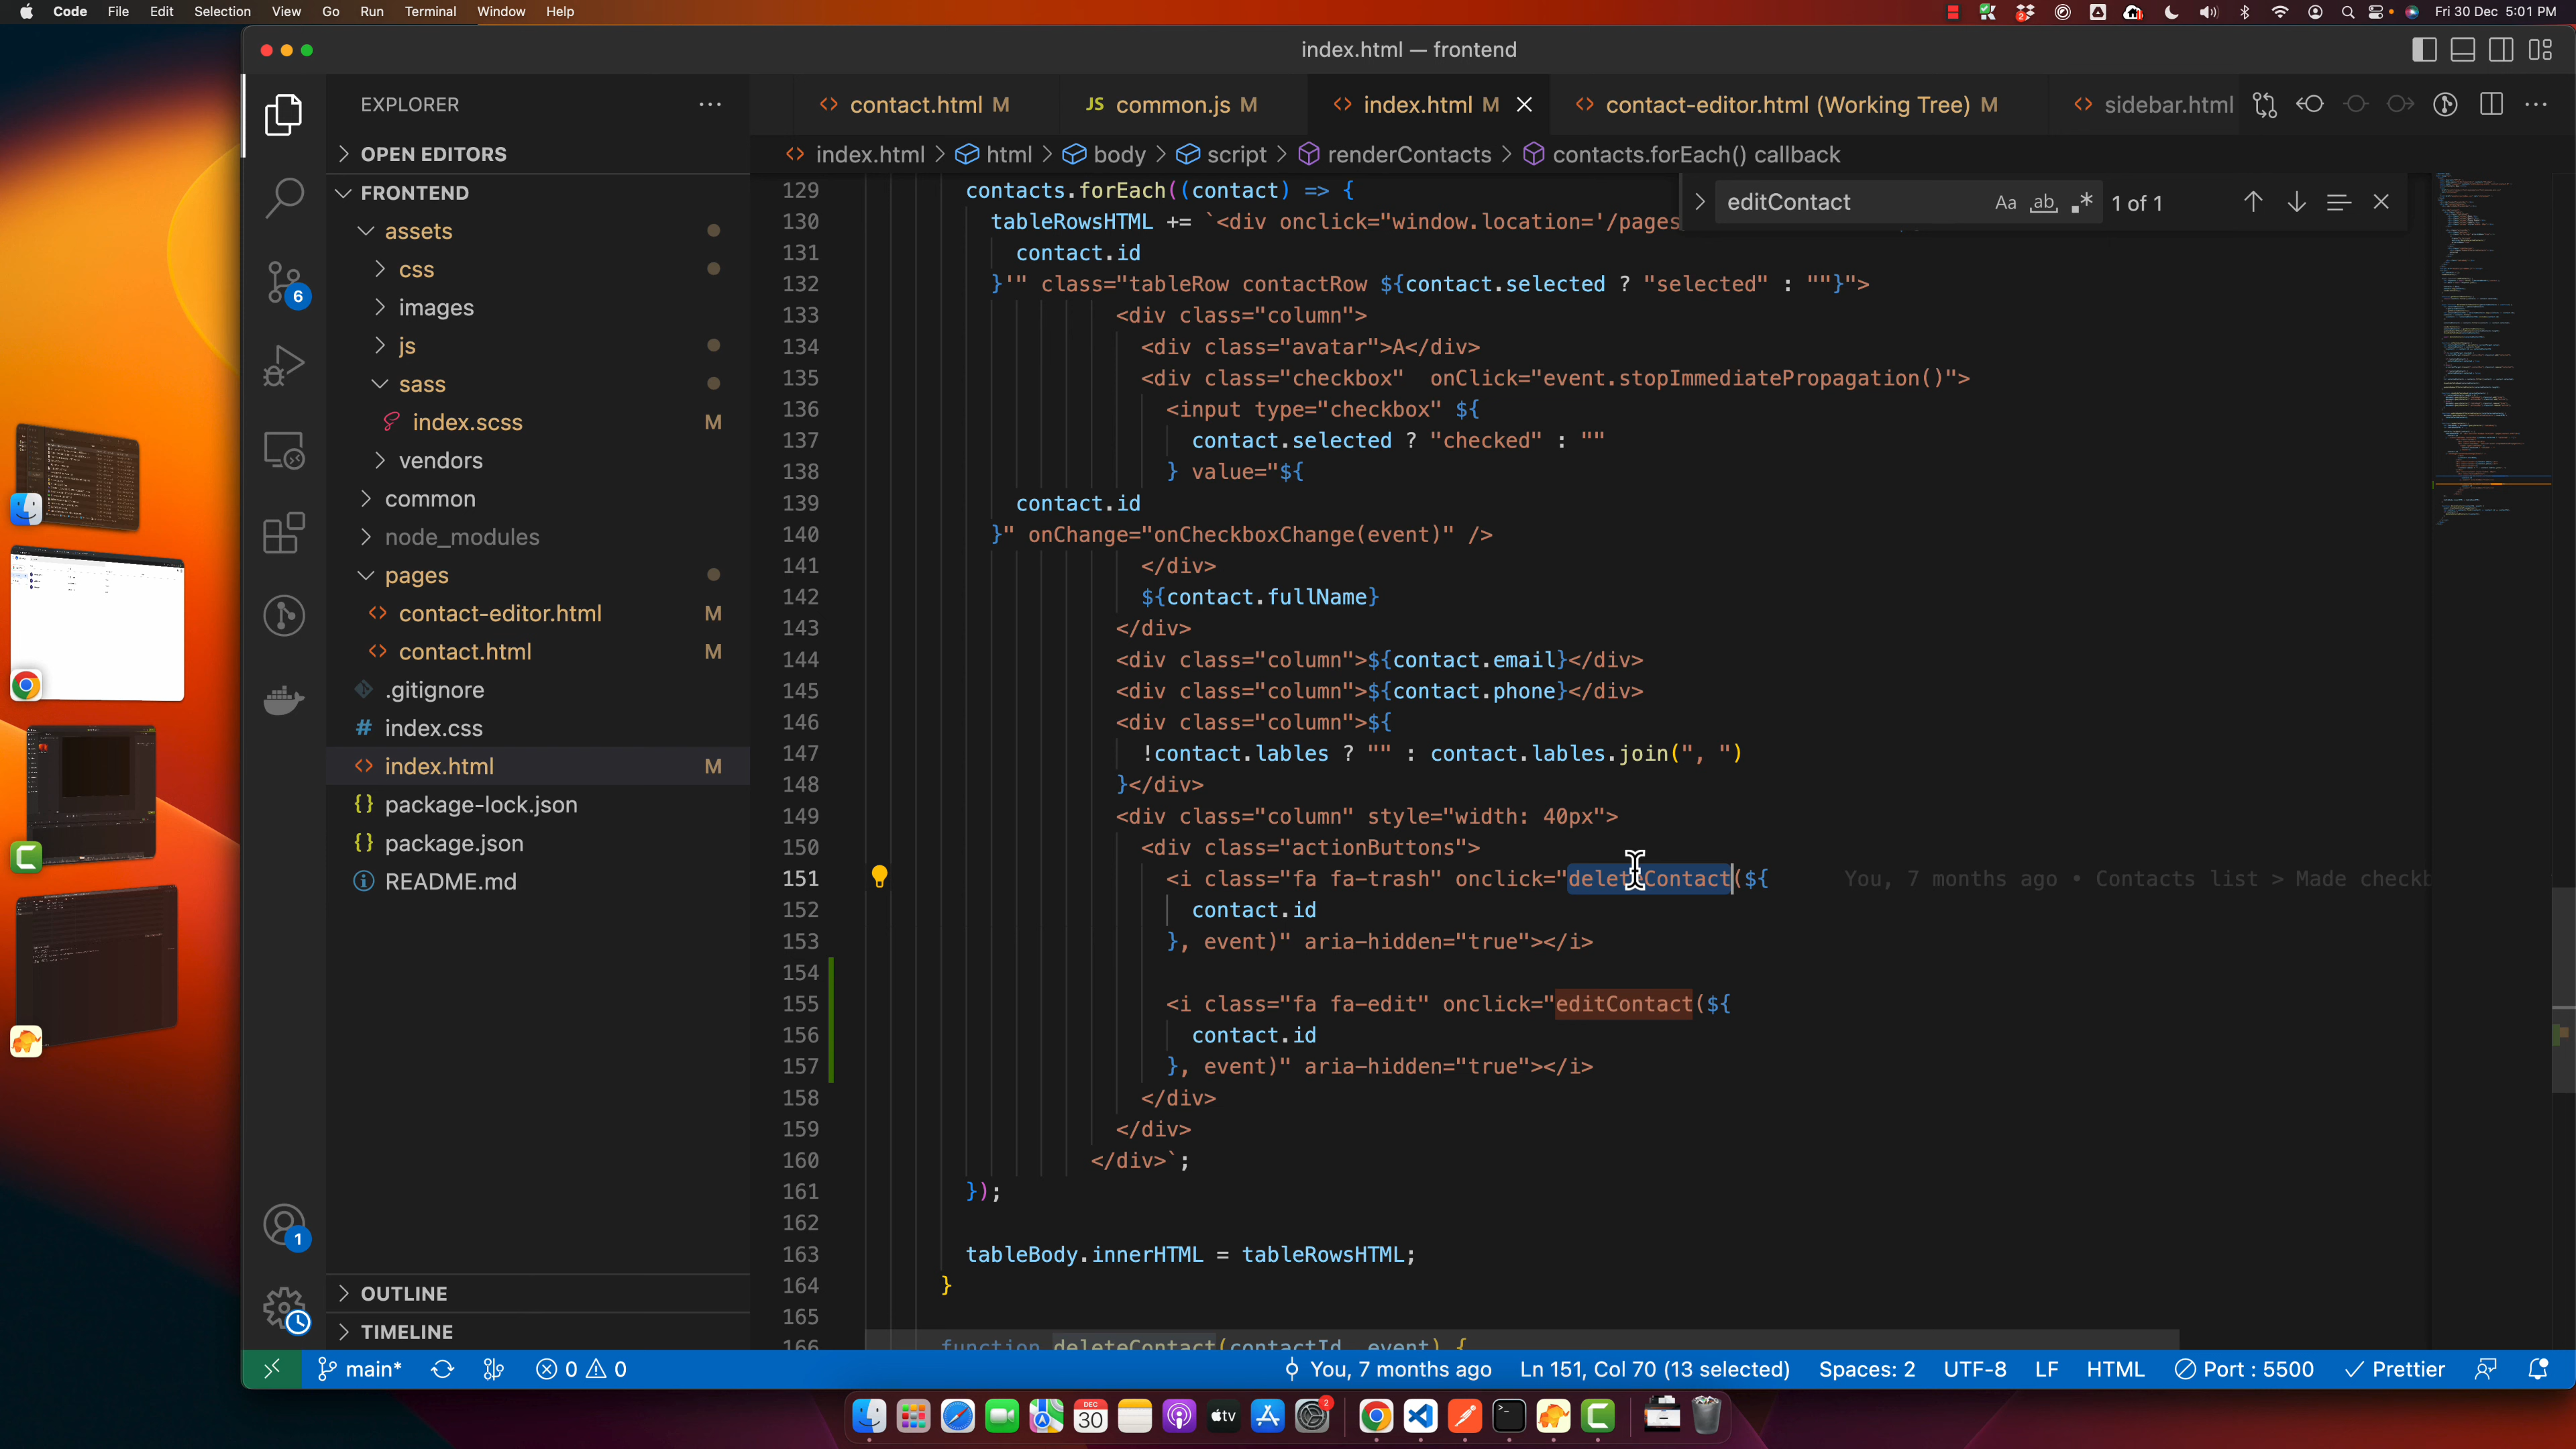 Code File Edit Selection View Go Run Terminal Window Help
Fri 30 Dec 5:01 PM
index.html — frontend
EXPLORER
OPEN EDITORS
FRONTEND
assets
css
images
js
sass
index.scss M
vendors
common
node_modules
pages
contact-editor.html M
contact.html M
.gitignore
# index.css
index.html M
package-lock.json
package.json
README.md
OUTLINE
TIMELINE
6
1
contact.html M
JS common.js M
index.html M
contact-editor.html (Working Tree) M
sidebar.html
index.html > html > body > script > renderContacts > contacts.forEach() callback
editContact Aa ab 1 of 1
129 contacts.forEach((contact) => {
130 tableRowsHTML += `<div onclick="window.location='/pages
131 contact.id
132 }'" class="tableRow contactRow ${contact.selected ? "selected" : ""}">
133 <div class="column">
134 <div class="avatar">A</div>
135 <div class="checkbox"  onClick="event.stopImmediatePropagation()">
136 <input type="checkbox" ${
137 contact.selected ? "checked" : ""
138 } value="${
139 contact.id
140 }" onChange="onCheckboxChange(event)" />
141 </div>
142 ${contact.fullName}
143 </div>
144 <div class="column">${contact.email}</div>
145 <div class="column">${contact.phone}</div>
146 <div class="column">${
147 !contact.lables ? "" : contact.lables.join(", ")
148 }</div>
149 <div class="column" style="width: 40px">
150 <div class="actionButtons">
151 <i class="fa fa-trash" onclick="deleteContact(${ You, 7 months ago • Contacts list > Made checkb
152 contact.id
153 }, event)" aria-hidden="true"></i>
154
155 <i class="fa fa-edit" onclick="editContact(${
156 contact.id
157 }, event)" aria-hidden="true"></i>
158 </div>
159 </div>
160 </div>`;
161 });
162
163 tableBody.innerHTML = tableRowsHTML;
164 }
165
166 function deleteContact(contactId, event) {
main* 0 0 You, 7 months ago Ln 151, Col 70 (13 selected) Spaces: 2 UTF-8 LF HTML Port : 5500 Prettier
DEC
30
tv
2